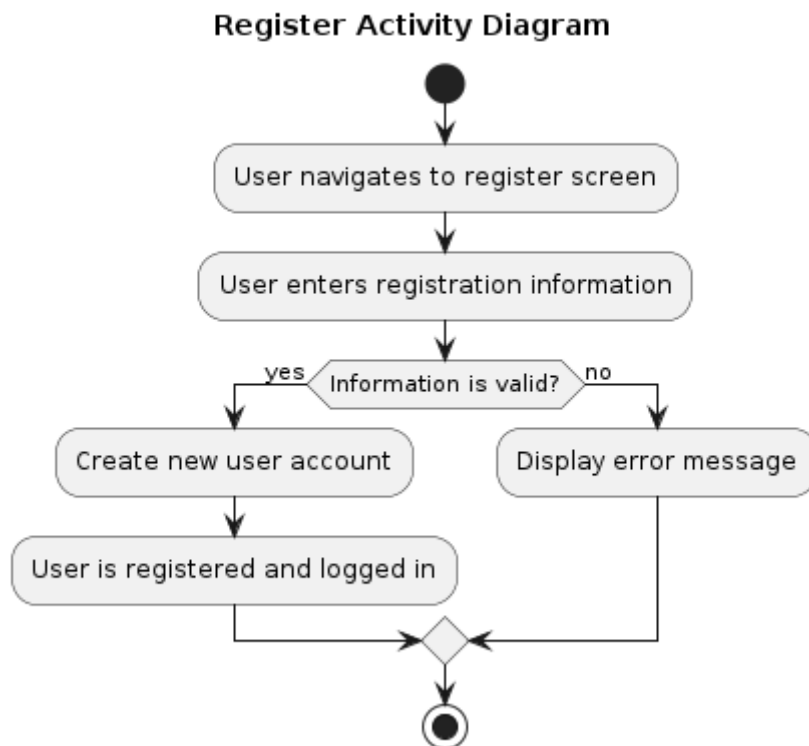 Register Activity Diagram
User navigates to register screen
User enters registration information
yes
Information is valid?
no
Create new user account
Display error message
User is registered and logged in